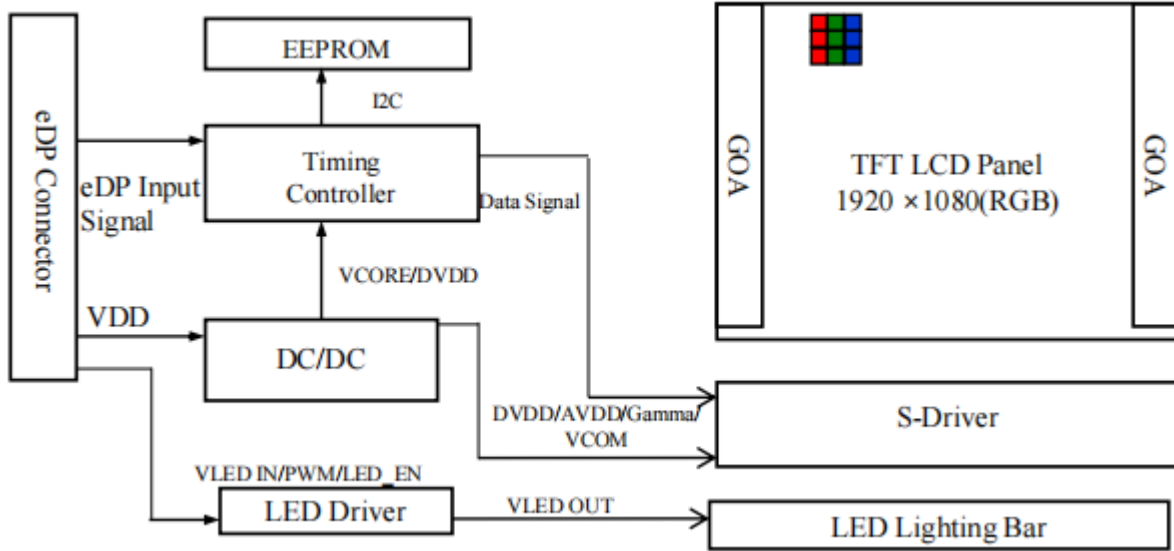 EEPROM
I2C
eDP Connector
eDP Input
Signal
Timing
Controller
Data Signal
VCORE/DVDD
VDD
DC/DC
DVDD/AVDD/Gamma/
VCOM
VLED IN/PWM/LED_EN
LED Driver
VLED OUT
GOA
TFT LCD Panel
1920 ×1080(RGB)
GOA
S-Driver
LED Lighting Bar